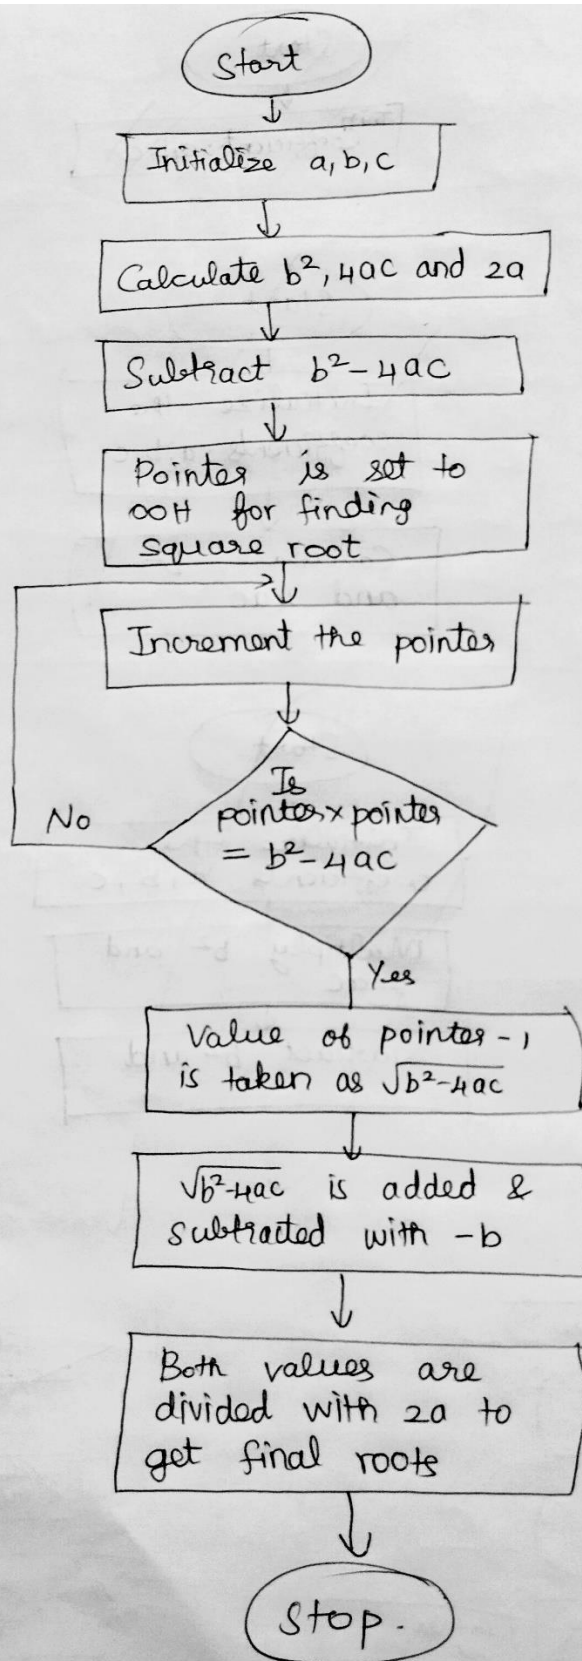 Start
Initialize a, b, c
Calculate b², 4ac and 2a
Subtract b² - 4ac
Pointer is set to
00H for finding
square root
Increment the pointer
Is
pointer × pointer
= b² - 4ac
No
Yes
Value of pointer - 1
is taken as √b²-4ac
√b²-4ac is added &
subtracted with -b
Both values are
divided with 2a to
get final roots
Stop.